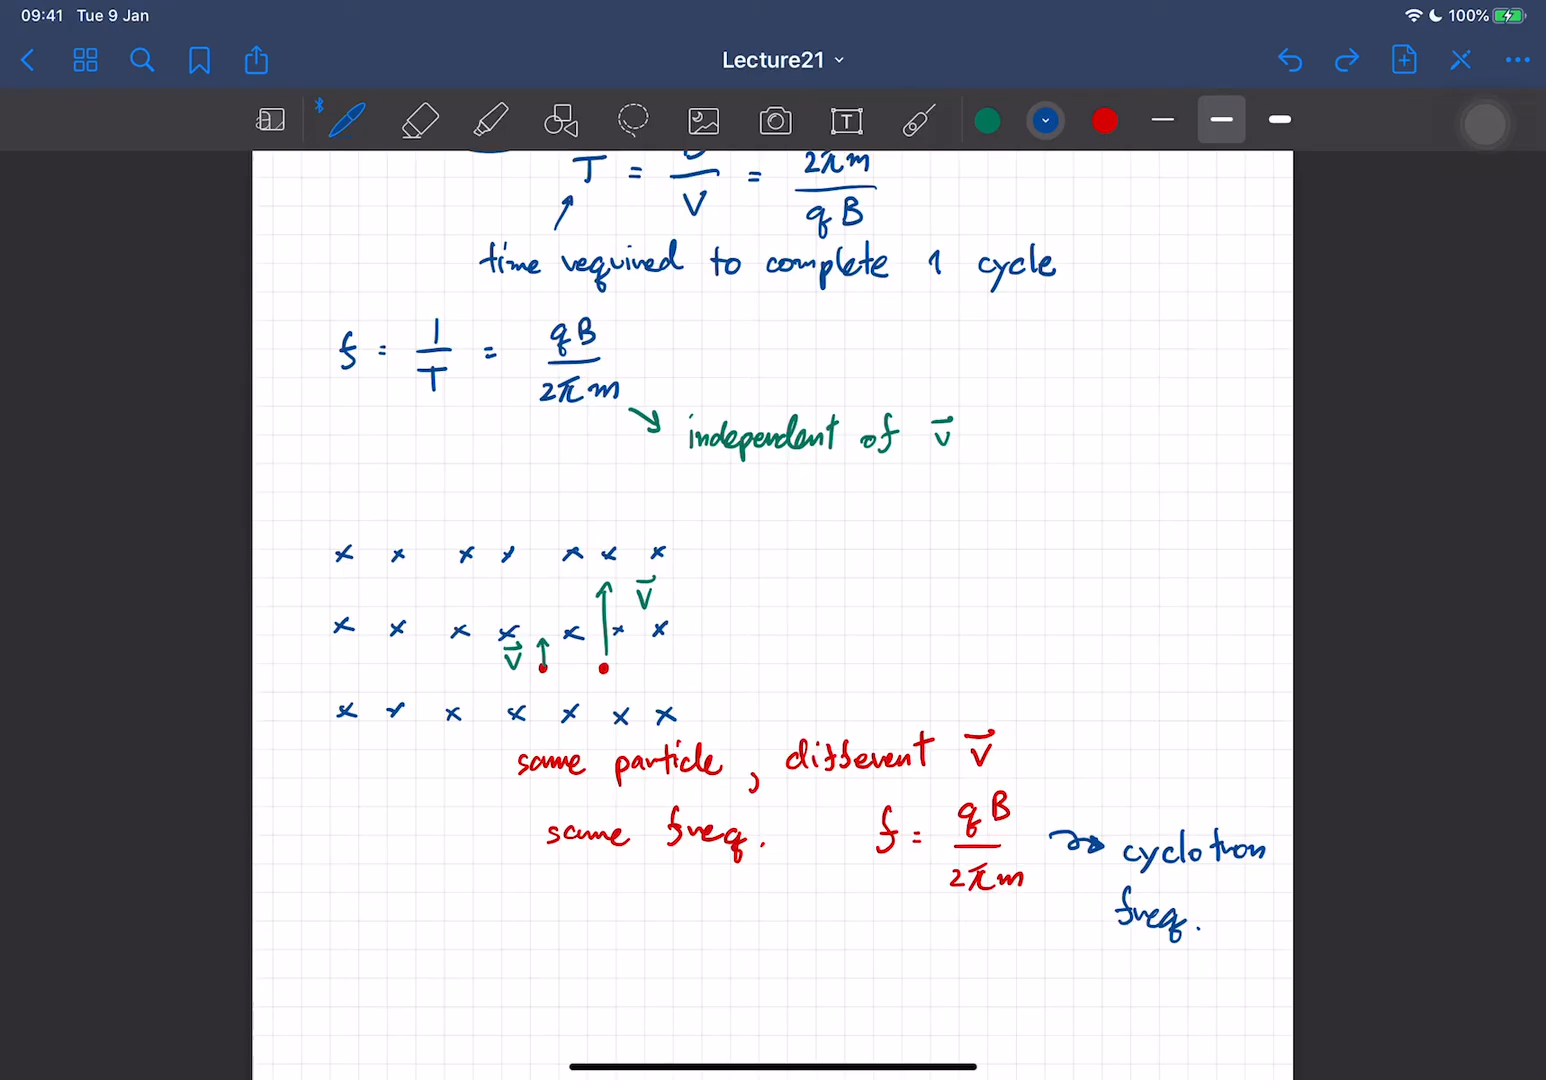 09:41 Tue 9 Jan 100%
Lecture21
T
T = / V = 2πm / qB
time required to complete 1 cycle
f = 1 / T = qB / 2πm
independent of v⃗
x x x x x x x
v⃗
x x x x x x x
v⃗
x x x x x x x
same particle, different v⃗
same freq. f = qB / 2πm
cyclotron
freq.